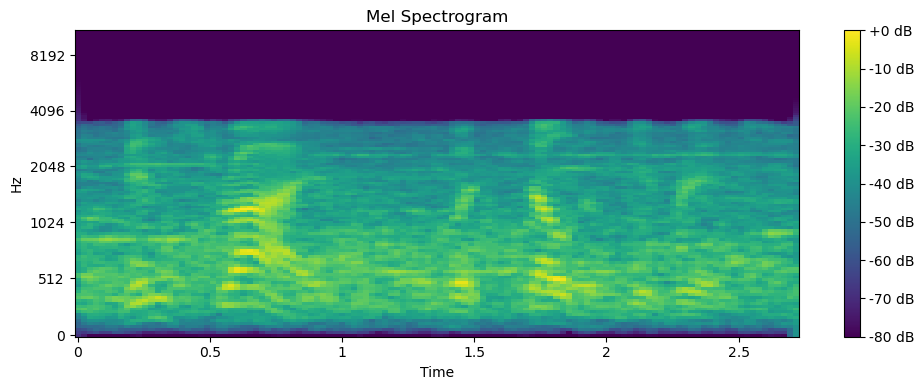 Mel Spectrogram
8192
4096
2048
1024
512
0
Hz
0
0.5
1
1.5
2
2.5
Time
+0 dB
-10 dB
-20 dB
-30 dB
-40 dB
-50 dB
-60 dB
-70 dB
-80 dB